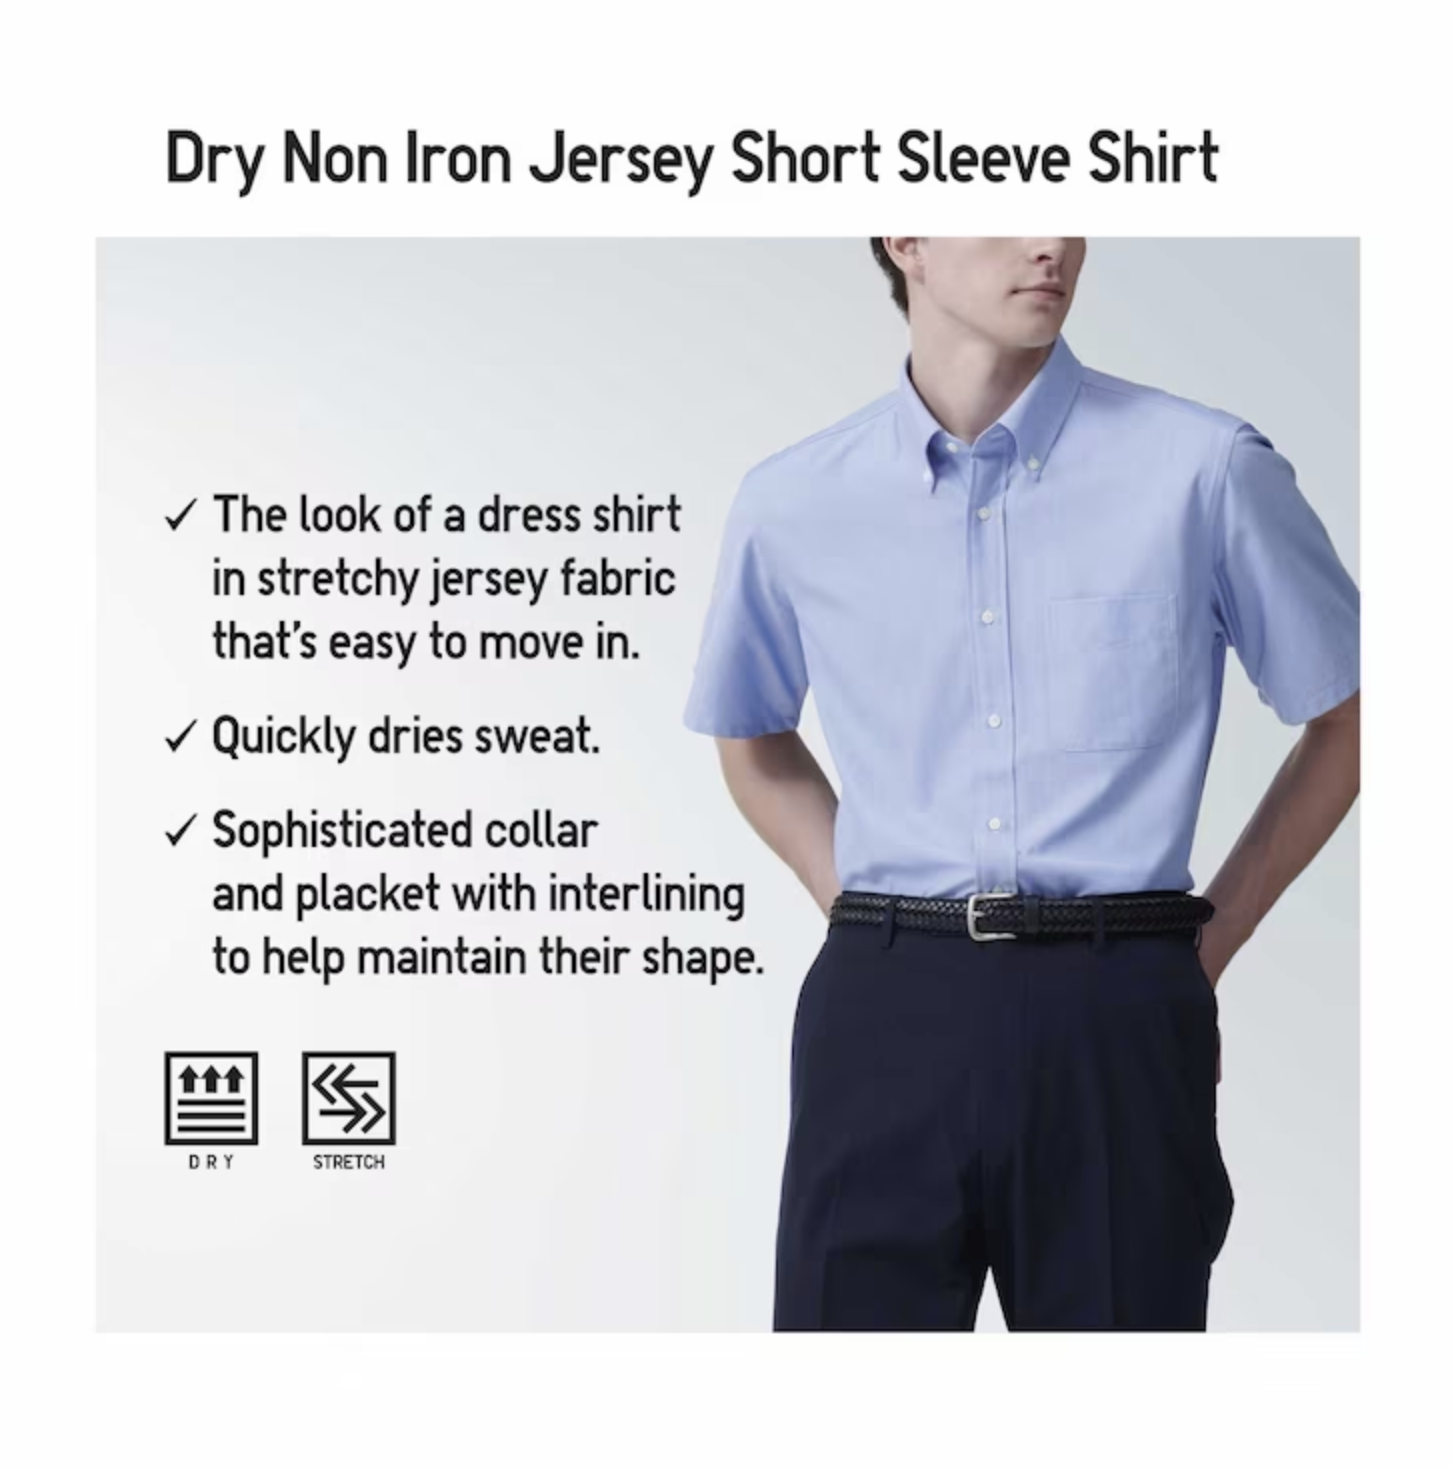 Dry Non Iron Jersey Short Sleeve Shirt
✓ The look of a dress shirt
in stretchy jersey fabric
that's easy to move in.
✓ Quickly dries sweat.
✓ Sophisticated collar
and placket with interlining
to help maintain their shape.
DRY
STRETCH